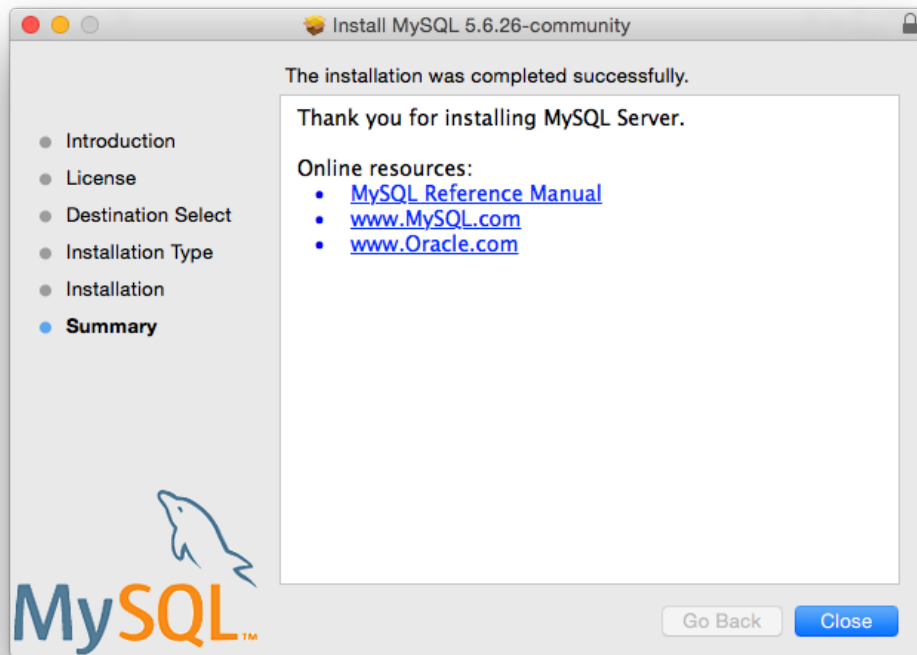 Install MySQL 5.6.26-community
The installation was completed successfully.
Introduction
License
Destination Select
Installation Type
Installation
Summary
Thank you for installing MySQL Server.
Online resources:
• MySQL Reference Manual
• www.MySQL.com
• www.Oracle.com
MySQL™
Go Back
Close